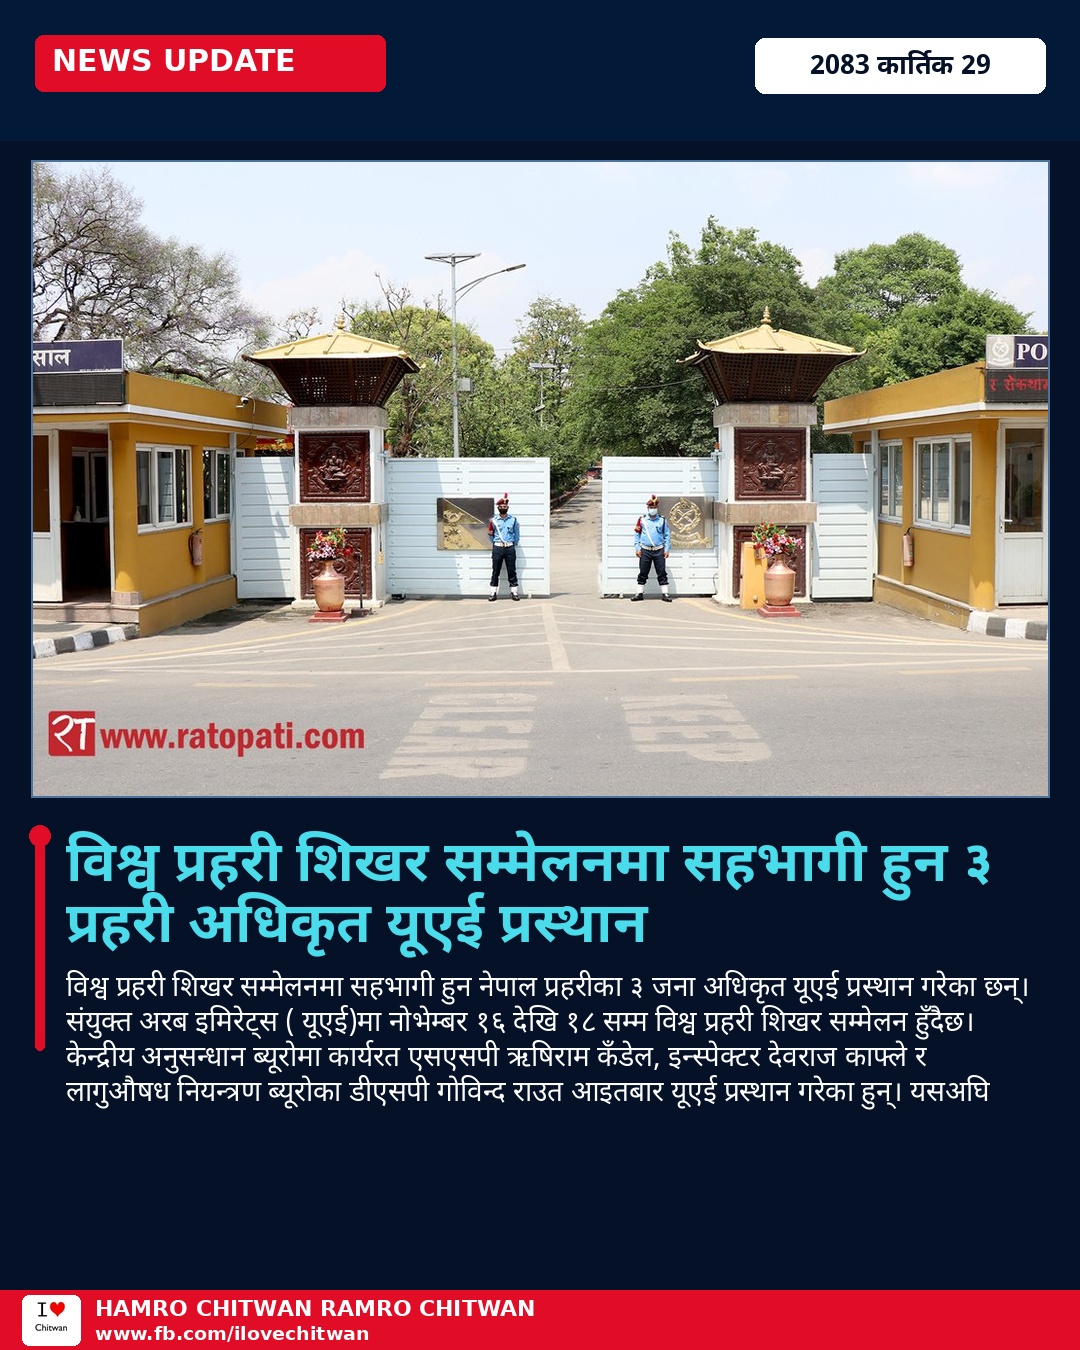 NEWS UPDATE
2083 कार्तिक 29
साल
PO
र रोकथाम
रा www.ratopati.com
CLEAR KEEP
विश्व प्रहरी शिखर सम्मेलनमा सहभागी हुन ३
प्रहरी अधिकृत यूएई प्रस्थान
विश्व प्रहरी शिखर सम्मेलनमा सहभागी हुन नेपाल प्रहरीका ३ जना अधिकृत यूएई प्रस्थान गरेका छन्।
संयुक्त अरब इमिरेट्स ( यूएई)मा नोभेम्बर १६ देखि १८ सम्म विश्व प्रहरी शिखर सम्मेलन हुँदैछ।
केन्द्रीय अनुसन्धान ब्यूरोमा कार्यरत एसएसपी ऋषिराम कँडेल, इन्स्पेक्टर देवराज काफ्ले र
लागुऔषध नियन्त्रण ब्यूरोका डीएसपी गोविन्द राउत आइतबार यूएई प्रस्थान गरेका हुन्। यसअघि
I ❤
Chitwan
HAMRO CHITWAN RAMRO CHITWAN
www.fb.com/ilovechitwan